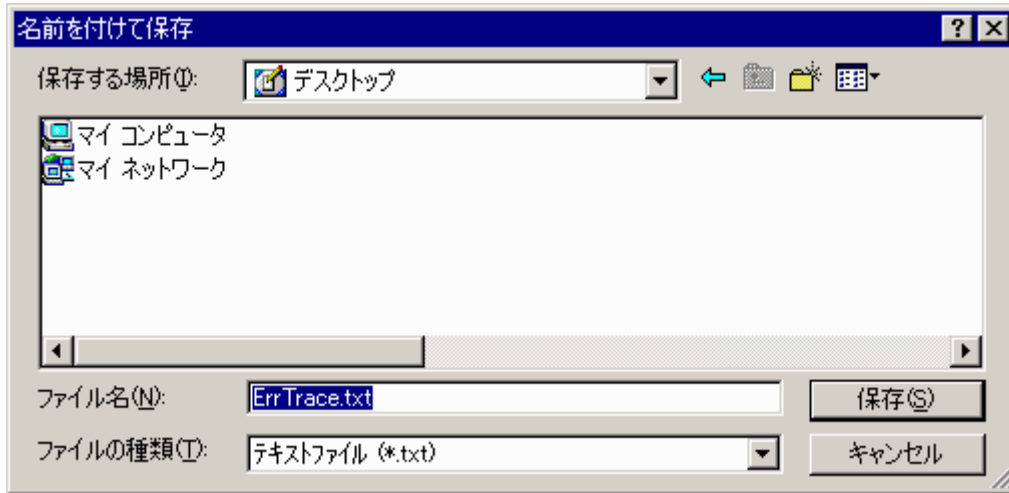 名前を付けて保存
保存する場所(I): デスクトップ
マイ コンピュータ
マイ ネットワーク
ファイル名(N): ErrTrace.txt 保存(S)
ファイルの種類(T): テキストファイル (*.txt) キャンセル